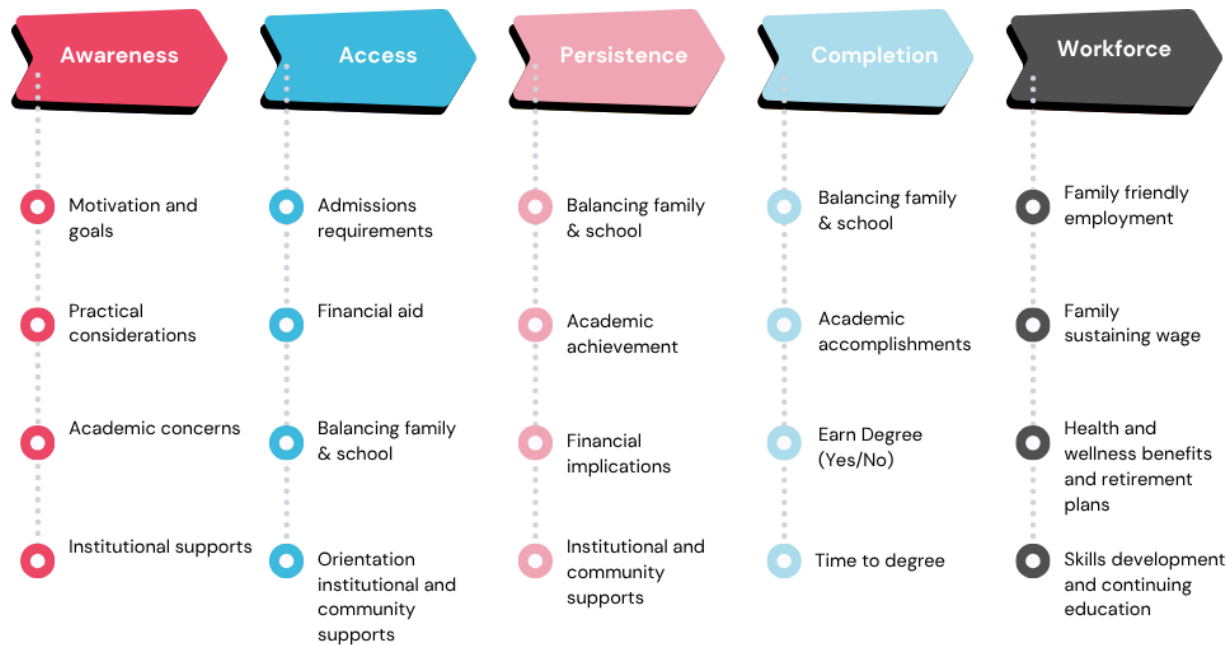 Awareness
Motivation and
goals
Practical
considerations
Academic concerns
Institutional supports
Access
Admissions
requirements
Financial aid
Balancing family
& school
Orientation
institutional and
community
supports
Persistence
Balancing family
& school
Academic
achievement
Financial
implications
Institutional and
community
supports
Completion
Balancing family
& school
Academic
accomplishments
Earn Degree
(Yes/No)
Time to degree
Workforce
Family friendly
employment
Family
sustaining wage
Health and
wellness benefits
and retirement
plans
Skills development
and continuing
education